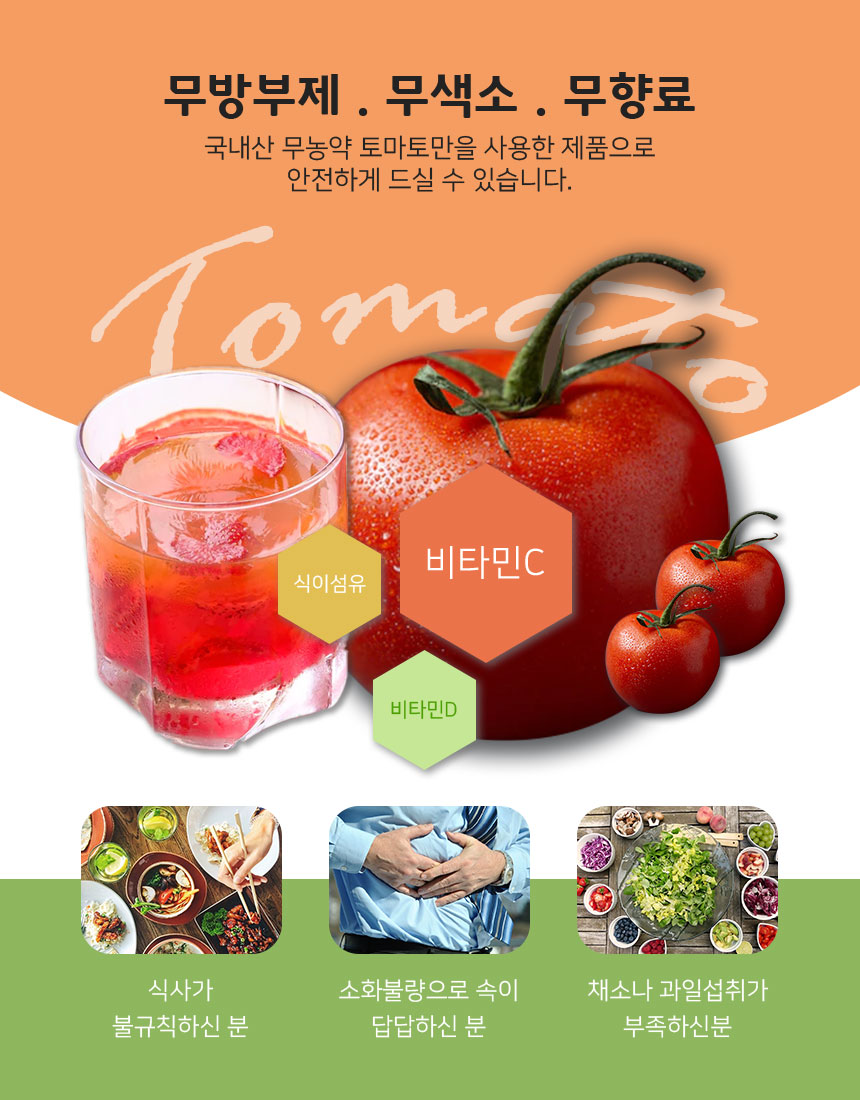 무방부제 . 무색소 . 무향료
국내산 무농약 토마토만을 사용한 제품으로
안전하게 드실 수 있습니다.
Tomato
비타민C
식이섬유
비타민D
식사가
불규칙하신 분
소화불량으로 속이
답답하신 분
채소나 과일섭취가
부족하신분